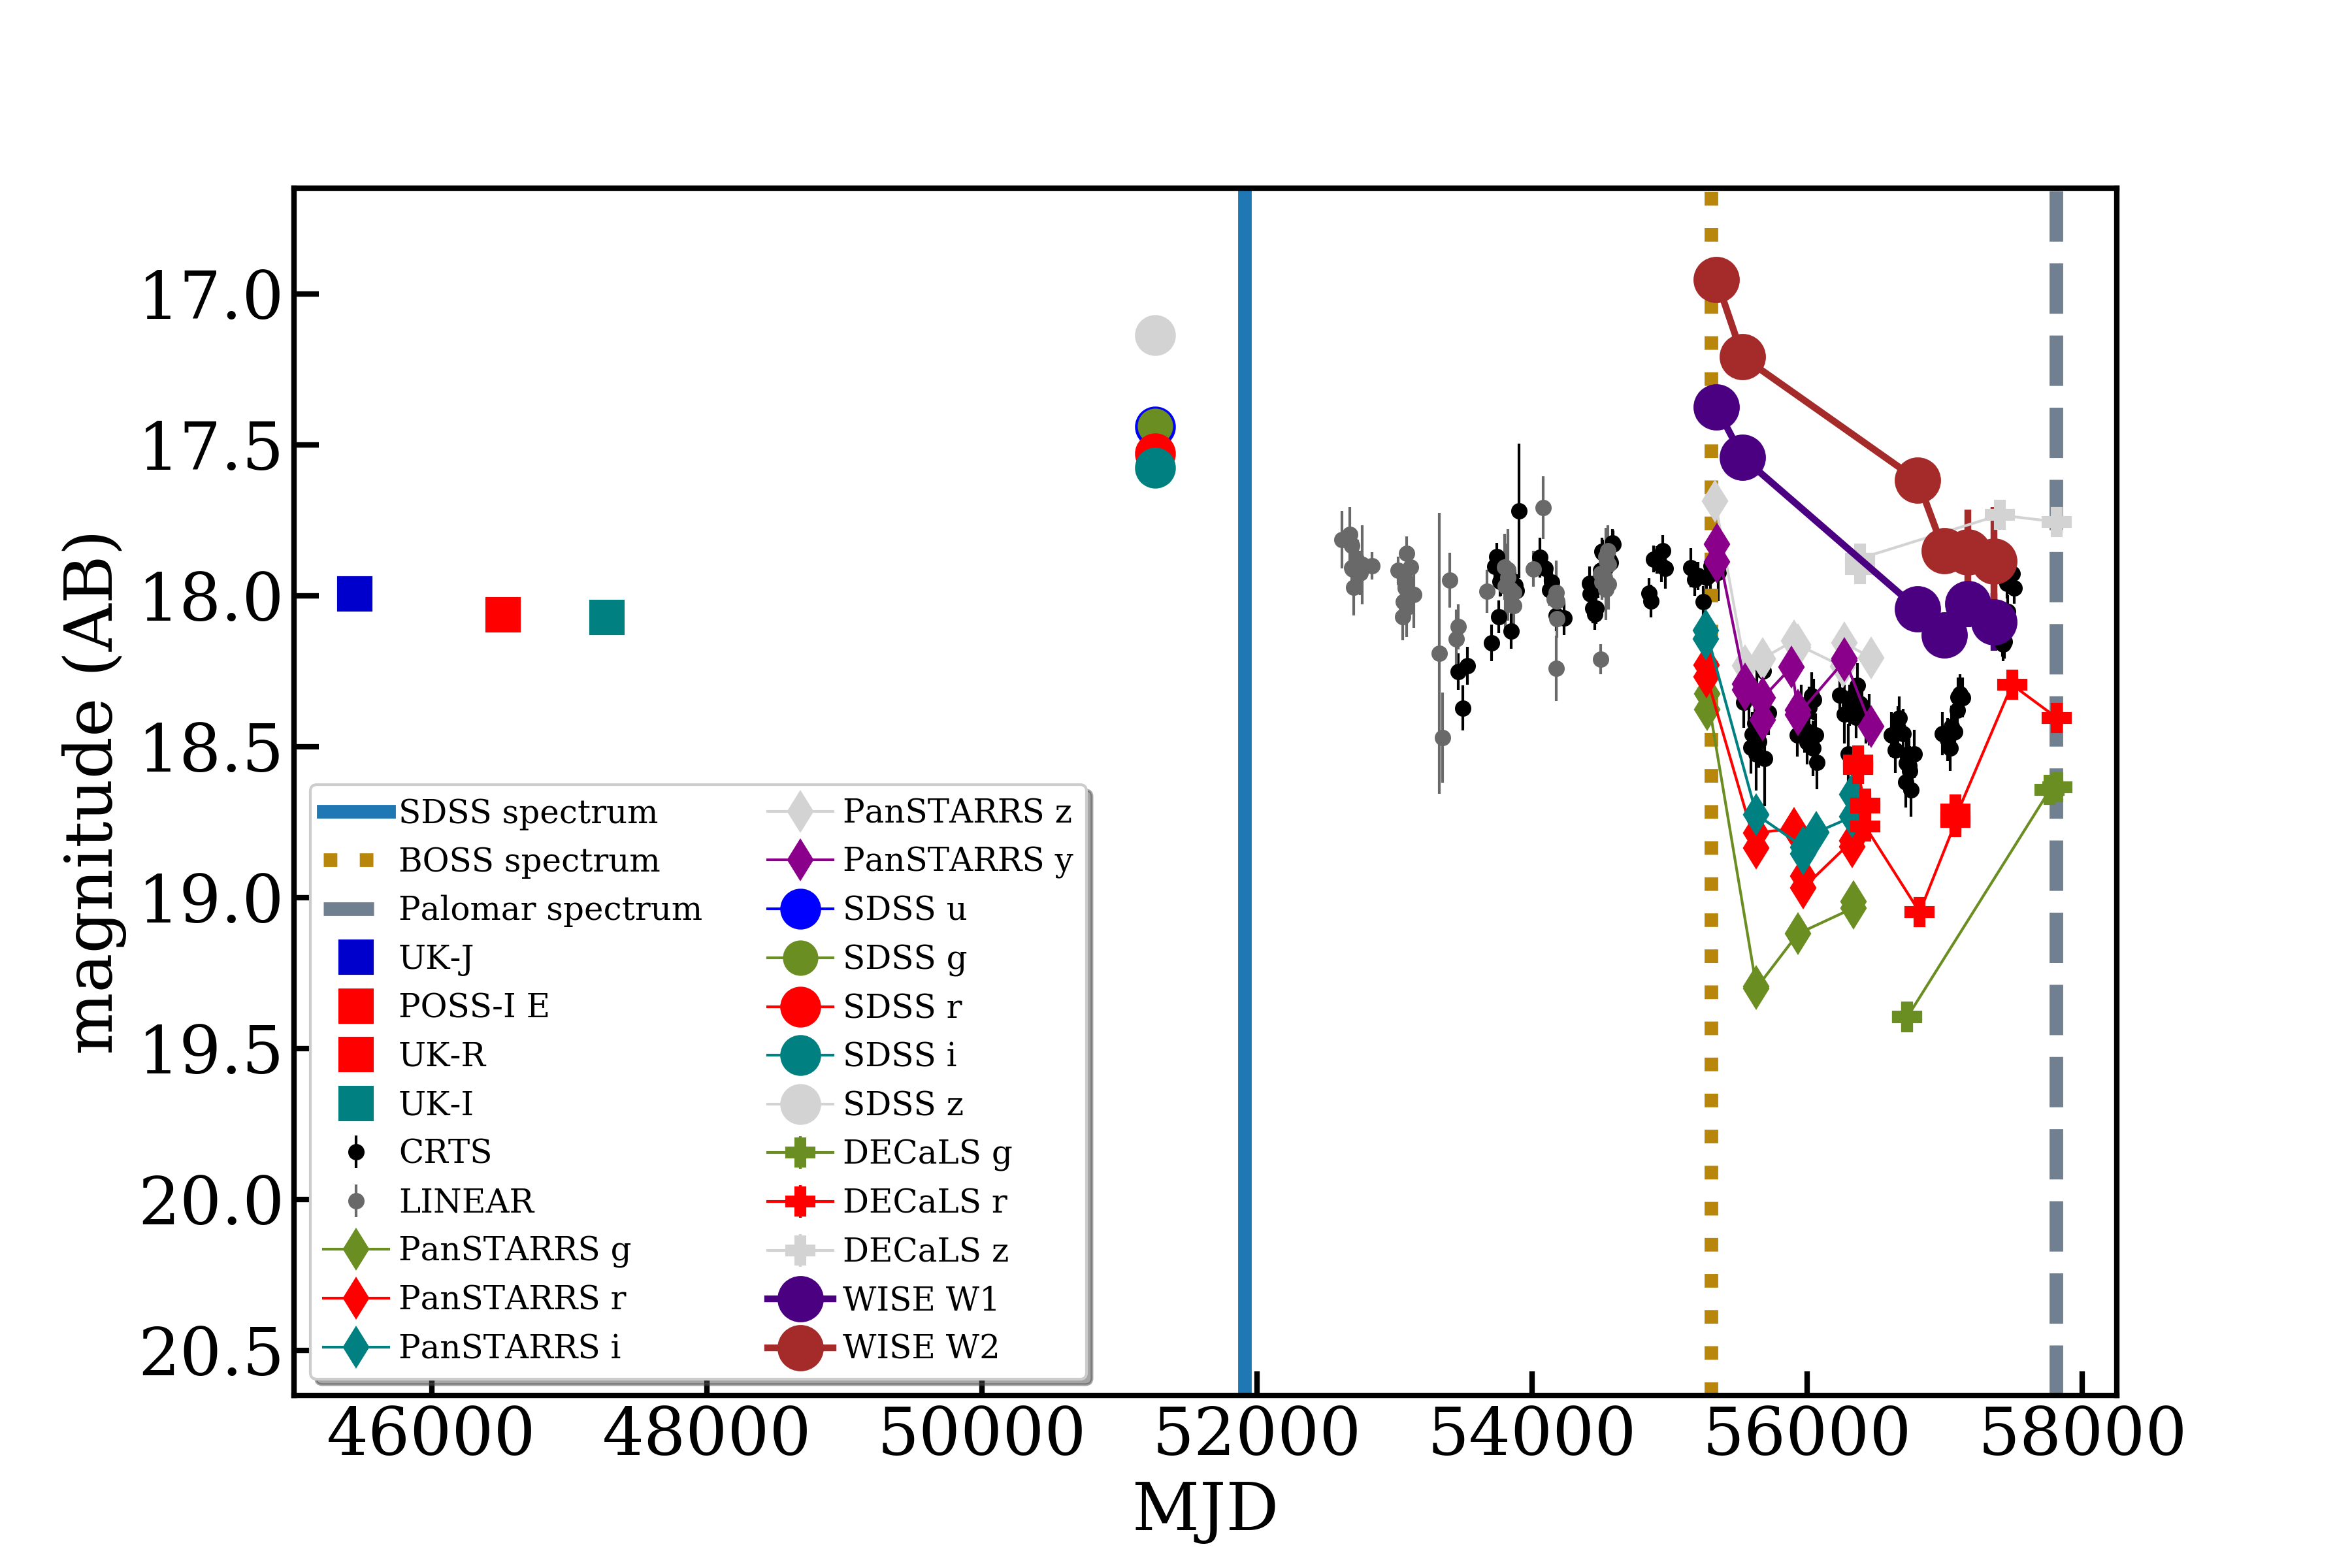 magnitude (AB)
17.0
17.5
18.0
18.5
19.0
19.5
20.0
20.5
SDSS spectrum
BOSS spectrum
Palomar spectrum
UK-J
POSS-I E
UK-R
UK-I
CRTS
LINEAR
PanSTARRS g
PanSTARRS r
PanSTARRS i
PanSTARRS z
PanSTARRS y
SDSS u
SDSS g
SDSS r
SDSS i
SDSS z
DECaLS g
DECaLS r
DECaLS z
WISE W1
WISE W2
46000 48000 50000 52000 54000 56000 58000
MJD